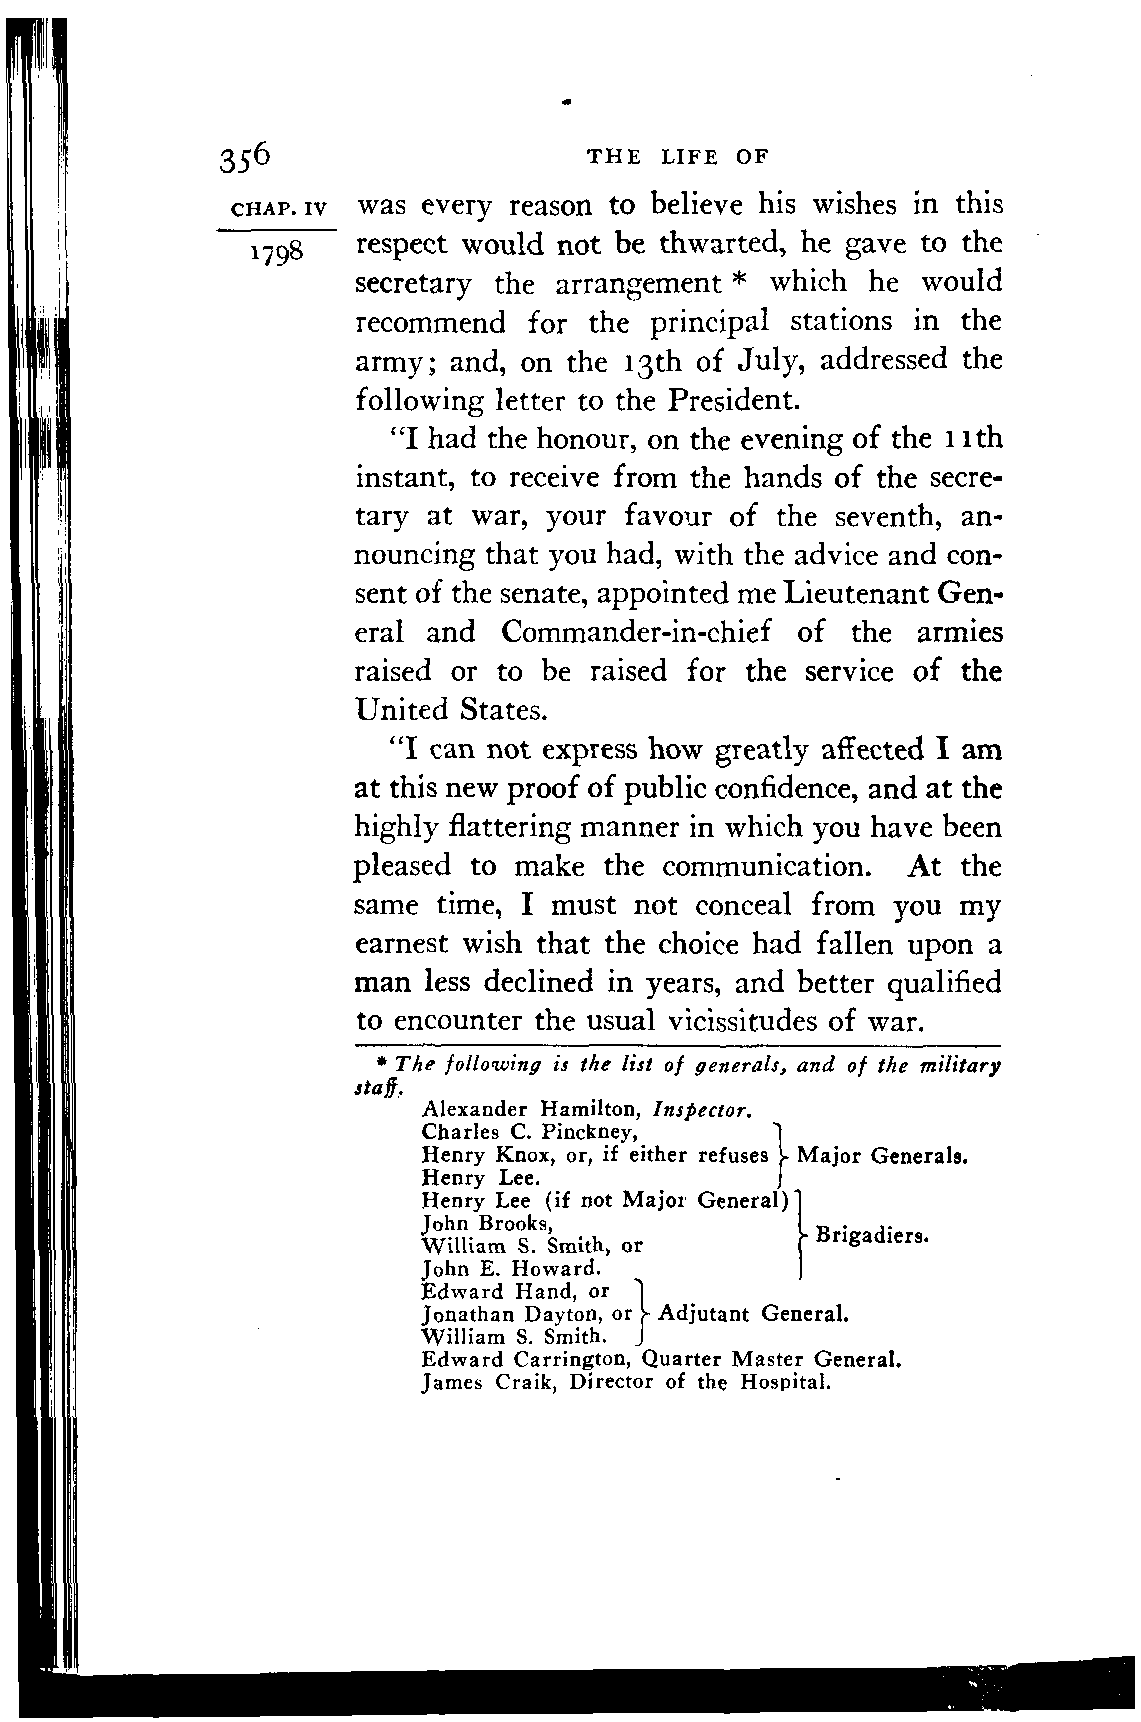 356 THE LIFE OF
CHAP. IV
1798
was every reason to believe his wishes in this
respect would not be thwarted, he gave to the
secretary the arrangement * which he would
recommend for the principal stations in the
army; and, on the 13th of July, addressed the
following letter to the President.
"I had the honour, on the evening of the 11th
instant, to receive from the hands of the secre-
tary at war, your favour of the seventh, an-
nouncing that you had, with the advice and con-
sent of the senate, appointed me Lieutenant Gen-
eral and Commander-in-chief of the armies
raised or to be raised for the service of the
United States.
"I can not express how greatly affected I am
at this new proof of public confidence, and at the
highly flattering manner in which you have been
pleased to make the communication. At the
same time, I must not conceal from you my
earnest wish that the choice had fallen upon a
man less declined in years, and better qualified
to encounter the usual vicissitudes of war.
* The following is the list of generals, and of the military
staff.
Alexander Hamilton, Inspector.
Charles C. Pinckney,
Henry Knox, or, if either refuses } Major Generals.
Henry Lee.
Henry Lee (if not Major General)
John Brooks,
William S. Smith, or } Brigadiers.
John E. Howard.
Edward Hand, or
Jonathan Dayton, or } Adjutant General.
William S. Smith.
Edward Carrington, Quarter Master General.
James Craik, Director of the Hospital.